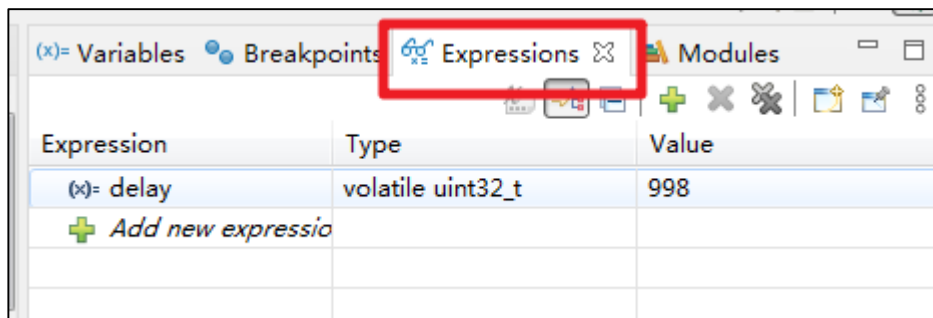 (x)= Variables Breakpoints Expressions Modules
Expression Type Value
(x)= delay volatile uint32_t 998
Add new expressio